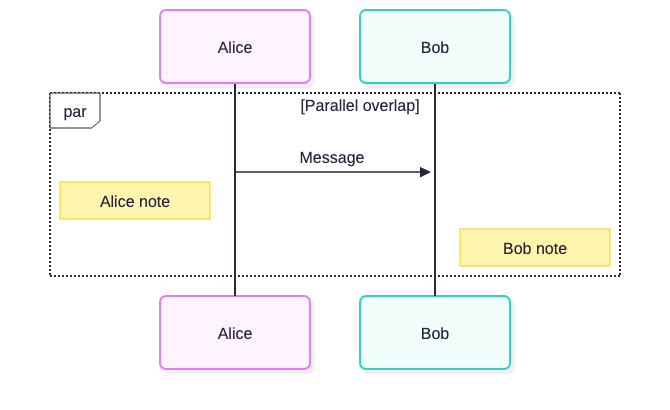 Alice
Bob
par
[Parallel overlap]
Message
Alice note
Bob note
Alice
Bob